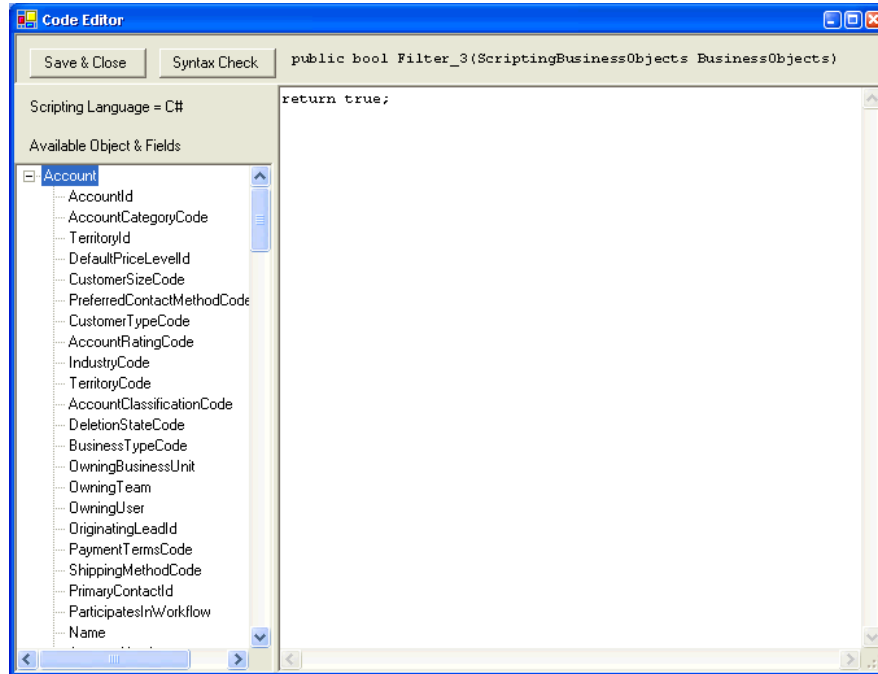 Code Editor
Save & Close
Syntax Check
public bool Filter_3(ScriptingBusinessObjects BusinessObjects)
Scripting Language = C#
Available Object & Fields
return true;
Account
AccountId
AccountCategoryCode
TerritoryId
DefaultPriceLevelId
CustomerSizeCode
PreferredContactMethodCode
CustomerTypeCode
AccountRatingCode
IndustryCode
TerritoryCode
AccountClassificationCode
DeletionStateCode
BusinessTypeCode
OwningBusinessUnit
OwningTeam
OwningUser
OriginatingLeadId
PaymentTermsCode
ShippingMethodCode
PrimaryContactId
ParticipatesInWorkflow
Name